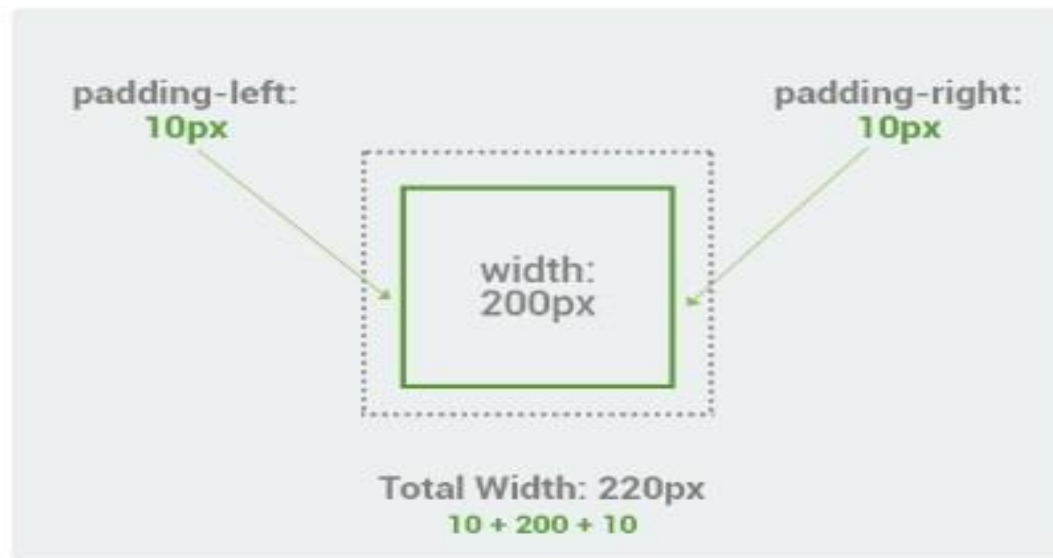 padding-left:
10px
padding-right:
10px
width:
200px
Total Width: 220px
10 + 200 + 10